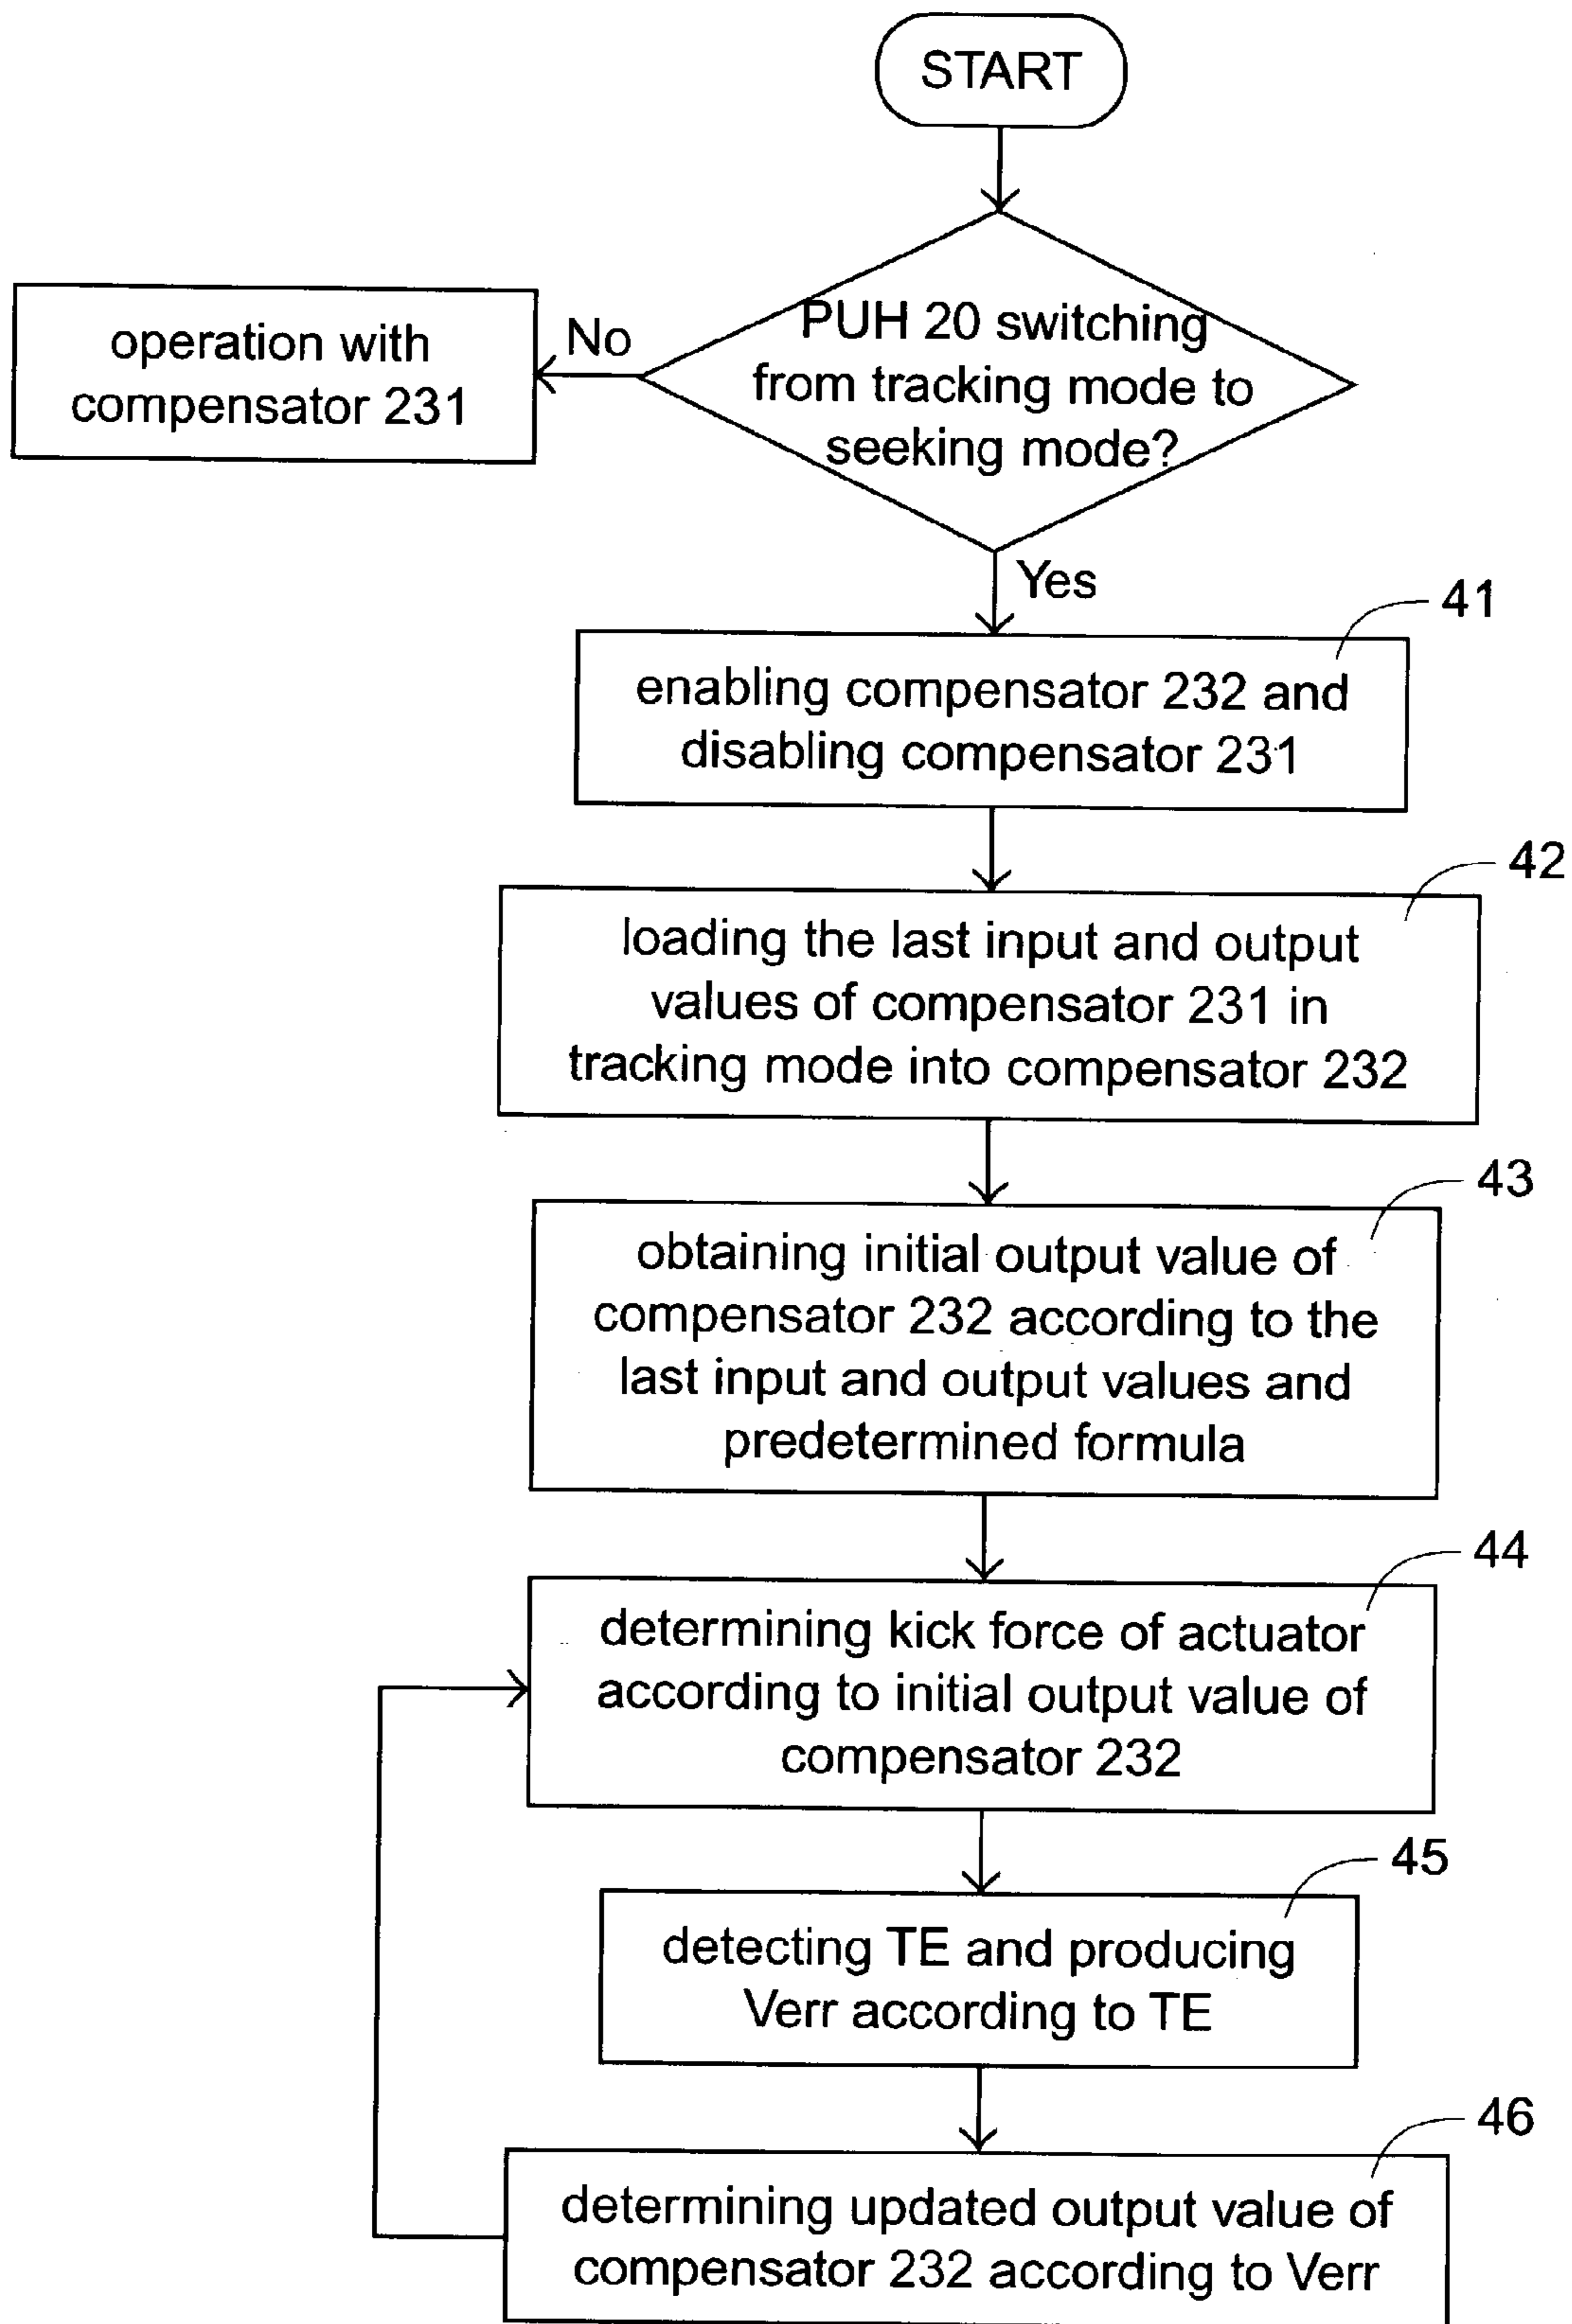 START
PUH 20 switching
from tracking mode to
seeking mode?
No
operation with
compensator 231
Yes
41
enabling compensator 232 and
disabling compensator 231
42
loading the last input and output
values of compensator 231 in
tracking mode into compensator 232
43
obtaining initial output value of
compensator 232 according to the
last input and output values and
predetermined formula
44
determining kick force of actuator
according to initial output value of
compensator 232
45
detecting TE and producing
Verr according to TE
46
determining updated output value of
compensator 232 according to Verr